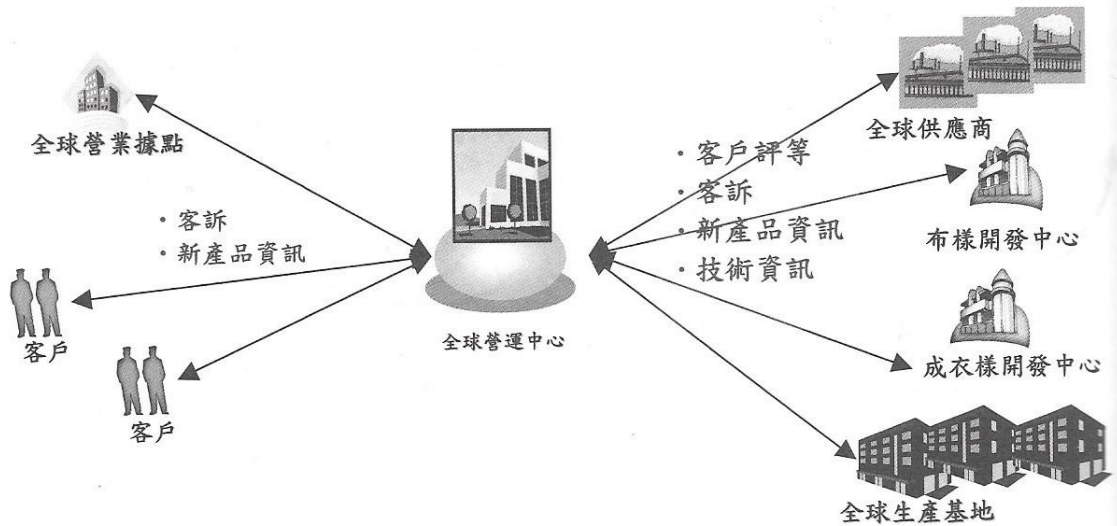 全球營業據點
・客訴
・新產品資訊
客戶
客戶
全球營運中心
・客戶評等
・客訴
・新產品資訊
・技術資訊
全球供應商
布樣開發中心
成衣樣開發中心
全球生產基地